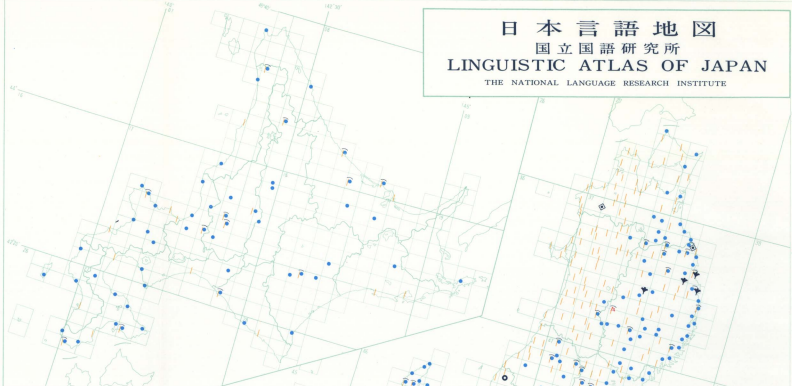 日本言語地図
国立国語研究所
LINGUISTIC ATLAS OF JAPAN
THE NATIONAL LANGUAGE RESEARCH INSTITUTE